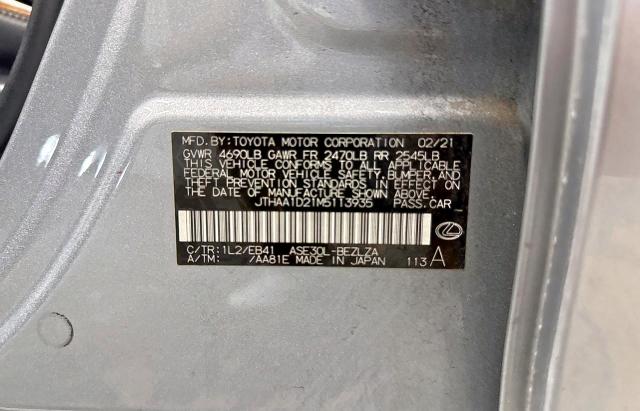 MFD. BY: TOYOTA MOTOR CORPORATION 02/21
GVWR 4690LB GAWR FR 2470LB RR 2545LB
THIS VEHICLE CONFORMS TO ALL APPLICABLE
FEDERAL MOTOR VEHICLE SAFETY, BUMPER, AND
THEFT PREVENTION STANDARDS IN EFFECT ON
THE DATE OF MANUFACTURE SHOWN ABOVE.
JTHAA1D21M5113935 PASS.CAR
C/TR: 1L2/EB41 ASE30L-BEZLZA
A/TM: /AA81E MADE IN JAPAN 113 A